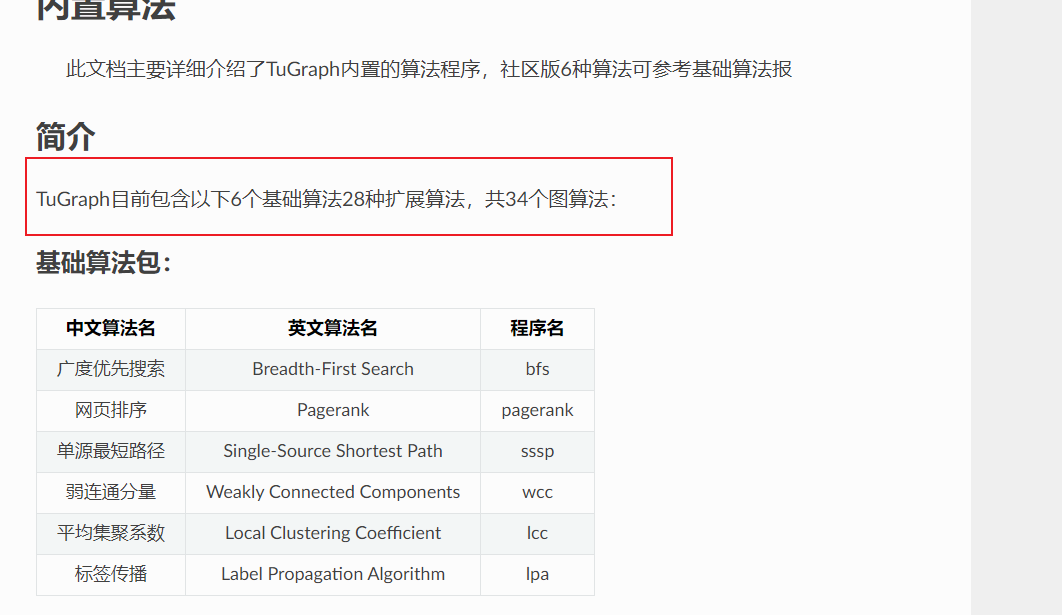 内置算法
此文档主要详细介绍了TuGraph内置的算法程序，社区版6种算法可参考基础算法报
简介
TuGraph目前包含以下6个基础算法28种扩展算法，共34个图算法：
基础算法包：
中文算法名 英文算法名 程序名
广度优先搜索 Breadth-First Search bfs
网页排序 Pagerank pagerank
单源最短路径 Single-Source Shortest Path sssp
弱连通分量 Weakly Connected Components wcc
平均集聚系数 Local Clustering Coefficient lcc
标签传播 Label Propagation Algorithm lpa